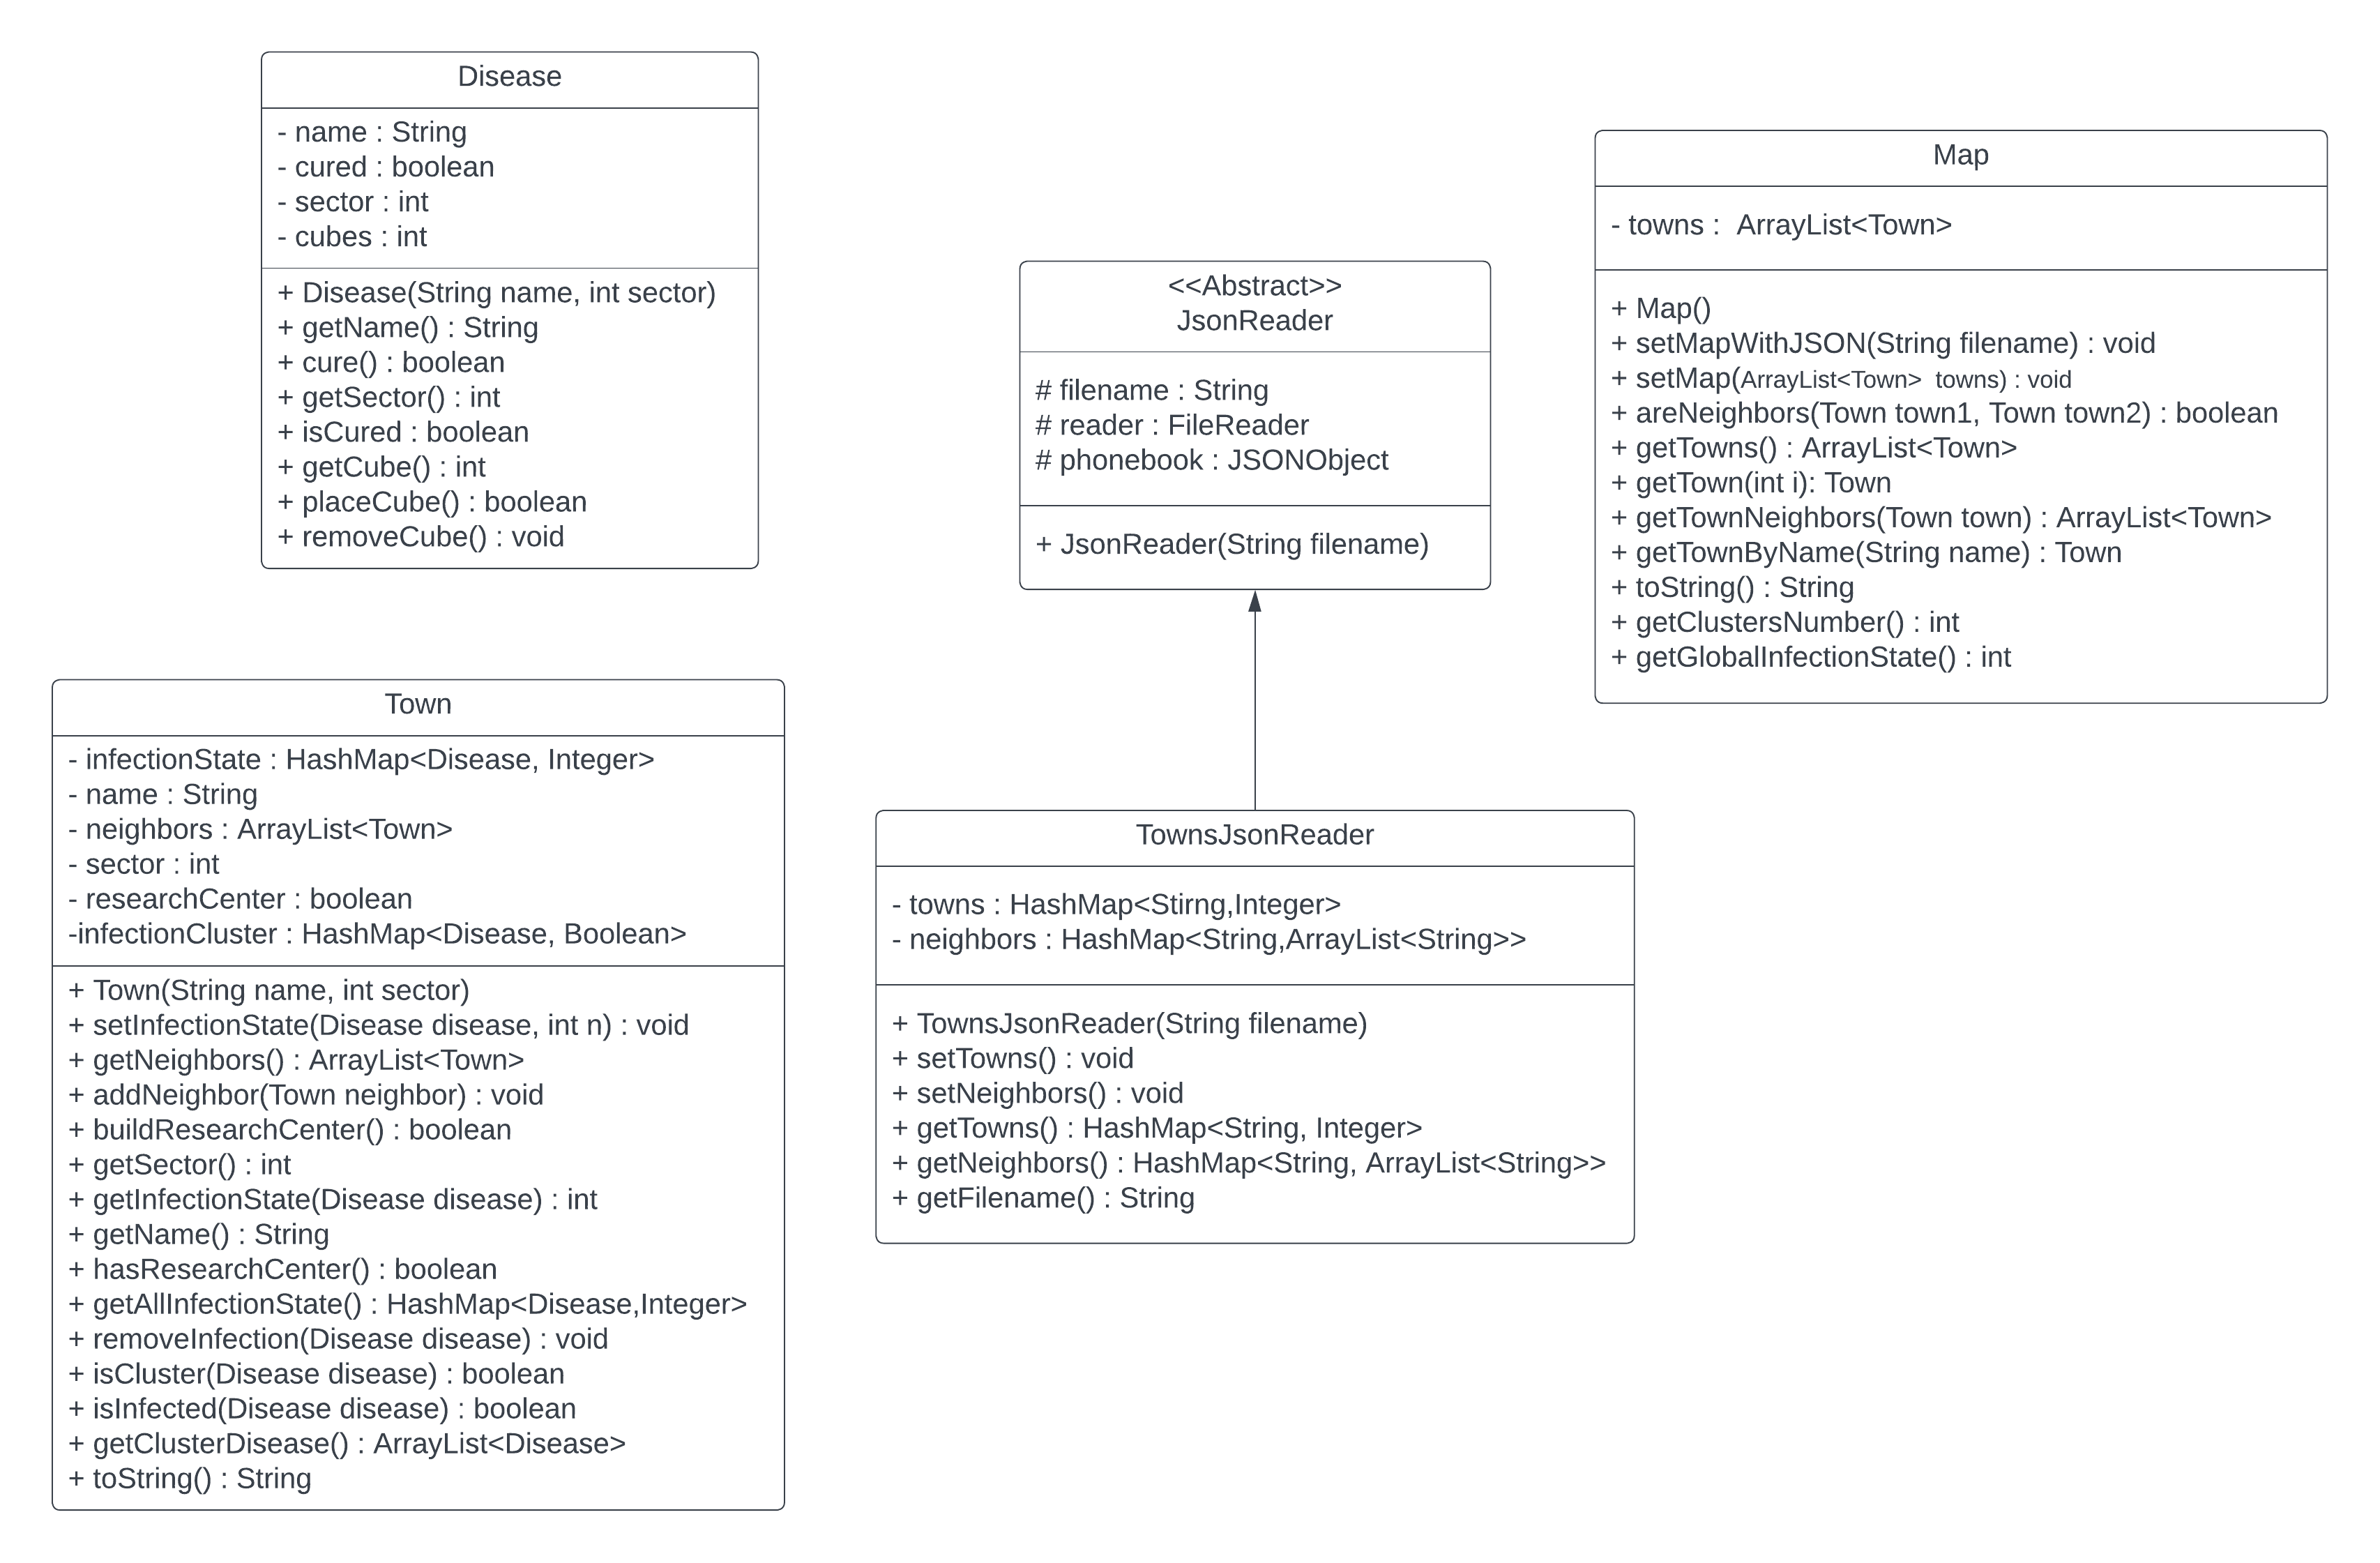 Disease
- name : String
- cured : boolean
- sector : int
- cubes : int
+ Disease(String name, int sector)
+ getName() : String
+ cure() : boolean
+ getSector() : int
+ isCured : boolean
+ getCube() : int
+ placeCube() : boolean
+ removeCube() : void
<<Abstract>>
JsonReader
# filename : String
# reader : FileReader
# phonebook : JSONObject
+ JsonReader(String filename)
Map
- towns :  ArrayList<Town>
+ Map()
+ setMapWithJSON(String filename) : void
+ setMap(ArrayList<Town>  towns) : void
+ areNeighbors(Town town1, Town town2) : boolean
+ getTowns() : ArrayList<Town>
+ getTown(int i): Town
+ getTownNeighbors(Town town) : ArrayList<Town>
+ getTownByName(String name) : Town
+ toString() : String
+ getClustersNumber() : int
+ getGlobalInfectionState() : int
Town
- infectionState : HashMap<Disease, Integer>
- name : String
- neighbors : ArrayList<Town>
- sector : int
- researchCenter : boolean
-infectionCluster : HashMap<Disease, Boolean>
+ Town(String name, int sector)
+ setInfectionState(Disease disease, int n) : void
+ getNeighbors() : ArrayList<Town>
+ addNeighbor(Town neighbor) : void
+ buildResearchCenter() : boolean
+ getSector() : int
+ getInfectionState(Disease disease) : int
+ getName() : String
+ hasResearchCenter() : boolean
+ getAllInfectionState() : HashMap<Disease,Integer>
+ removeInfection(Disease disease) : void
+ isCluster(Disease disease) : boolean
+ isInfected(Disease disease) : boolean
+ getClusterDisease() : ArrayList<Disease>
+ toString() : String
TownsJsonReader
- towns : HashMap<Stirng,Integer>
- neighbors : HashMap<String,ArrayList<String>>
+ TownsJsonReader(String filename)
+ setTowns() : void
+ setNeighbors() : void
+ getTowns() : HashMap<String, Integer>
+ getNeighbors() : HashMap<String, ArrayList<String>>
+ getFilename() : String